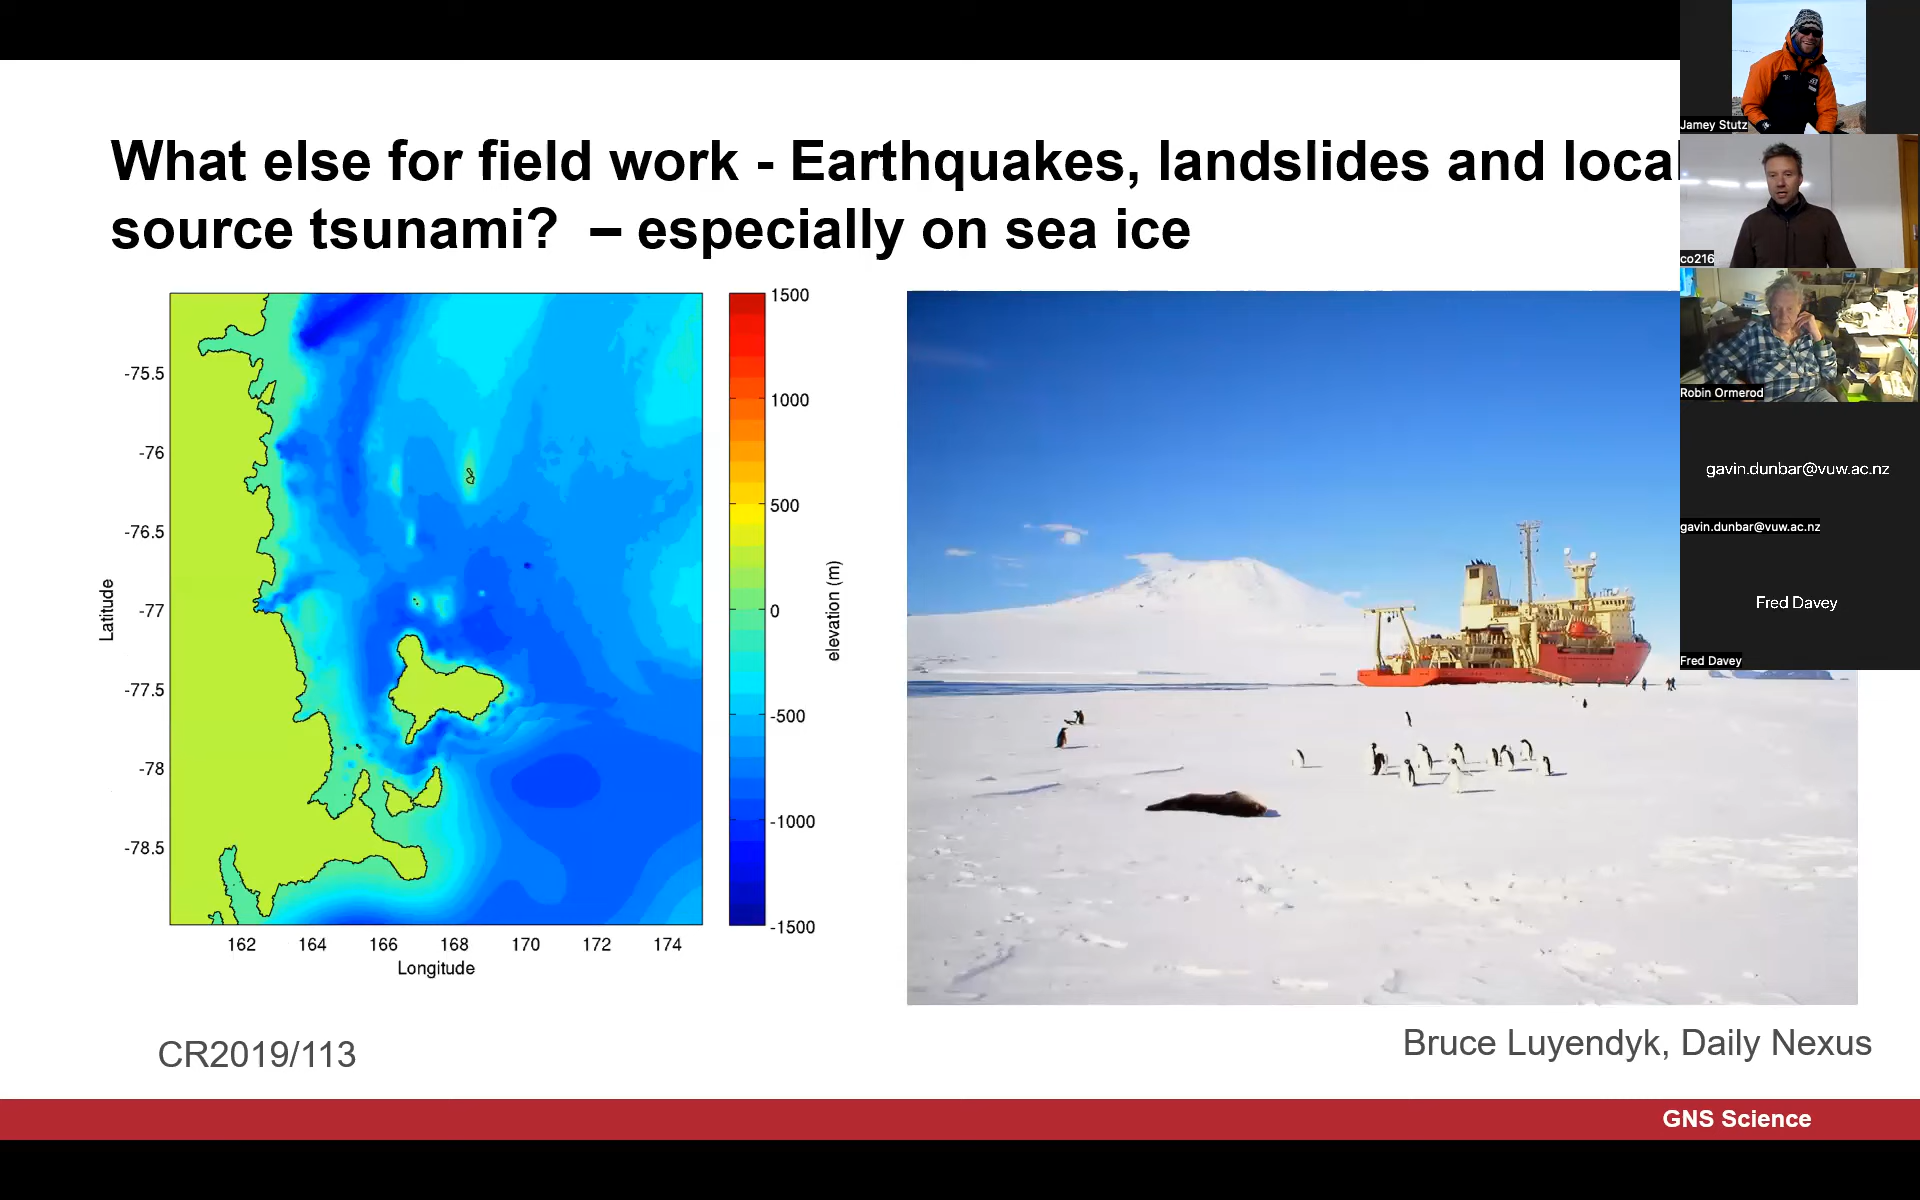 What else for field work - Earthquakes, landslides and local
source tsunami?  – especially on sea ice
1500
1000
500
0
-500
-1000
-1500
elevation (m)
-75.5
-76
-76.5
-77
-77.5
-78
-78.5
Latitude
162 164 166 168 170 172 174
Longitude
CR2019/113
Bruce Luyendyk, Daily Nexus
GNS Science
Jamey Stutz
co216
Robin Ormerod
gavin.dunbar@vuw.ac.nz
gavin.dunbar@vuw.ac.nz
Fred Davey
Fred Davey